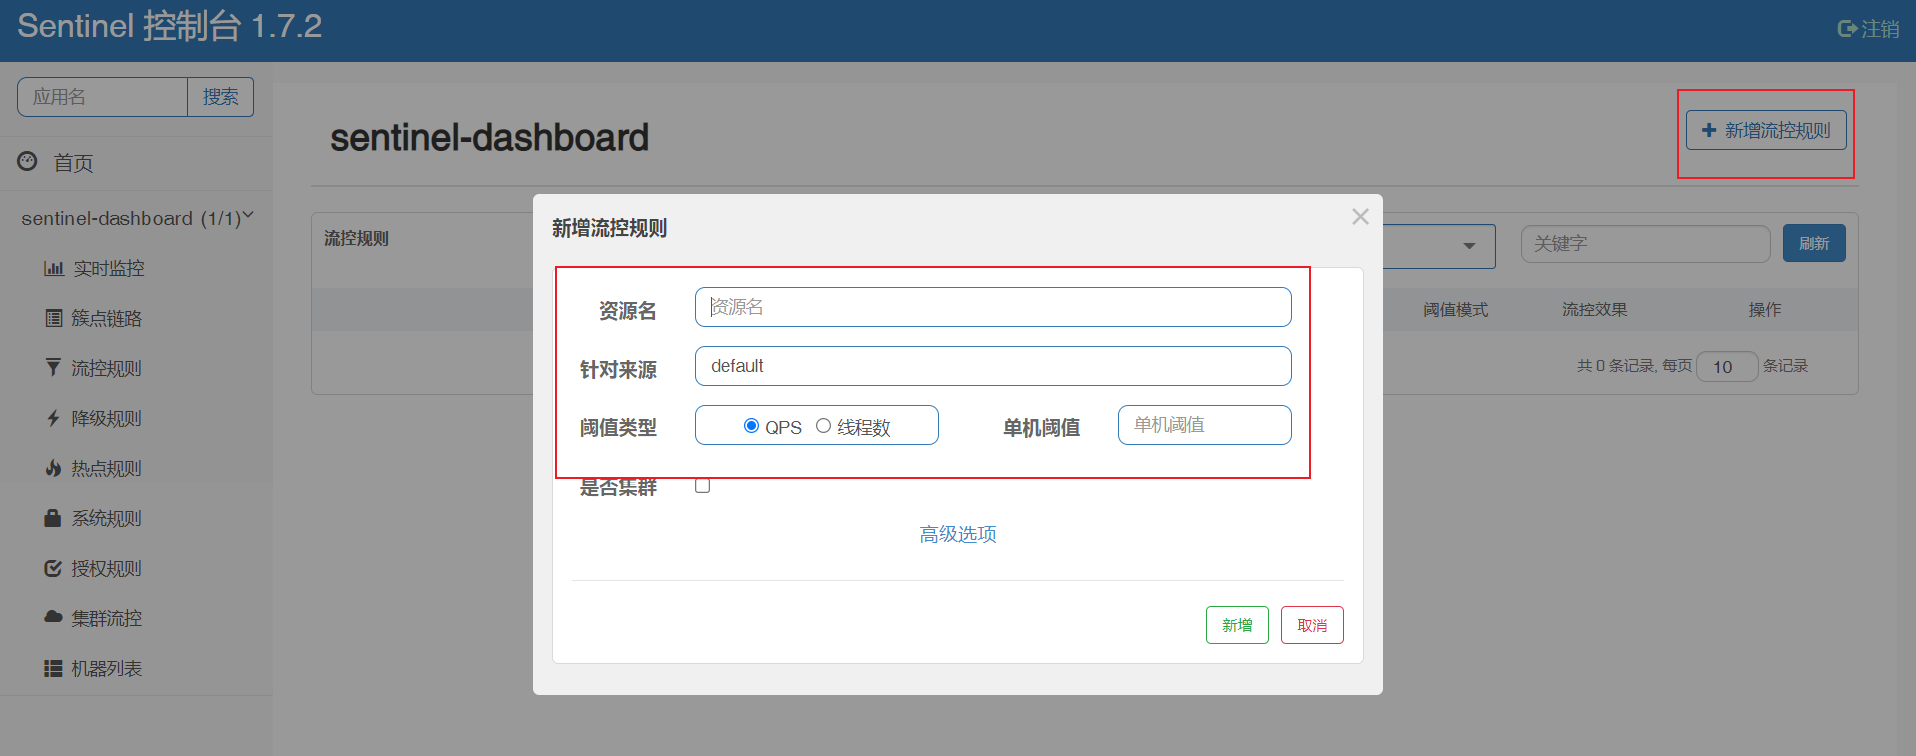 Sentinel 控制台 1.7.2
注销
应用名
搜索
首页
sentinel-dashboard (1/1)
实时监控
簇点链路
流控规则
降级规则
热点规则
系统规则
授权规则
集群流控
机器列表
sentinel-dashboard
新增流控规则
流控规则
关键字
刷新
阈值模式
流控效果
操作
共 0 条记录, 每页 10 条记录
新增流控规则
×
资源名
资源名
针对来源
default
阈值类型
QPS
线程数
单机阈值
单机阈值
是否集群
高级选项
新增
取消